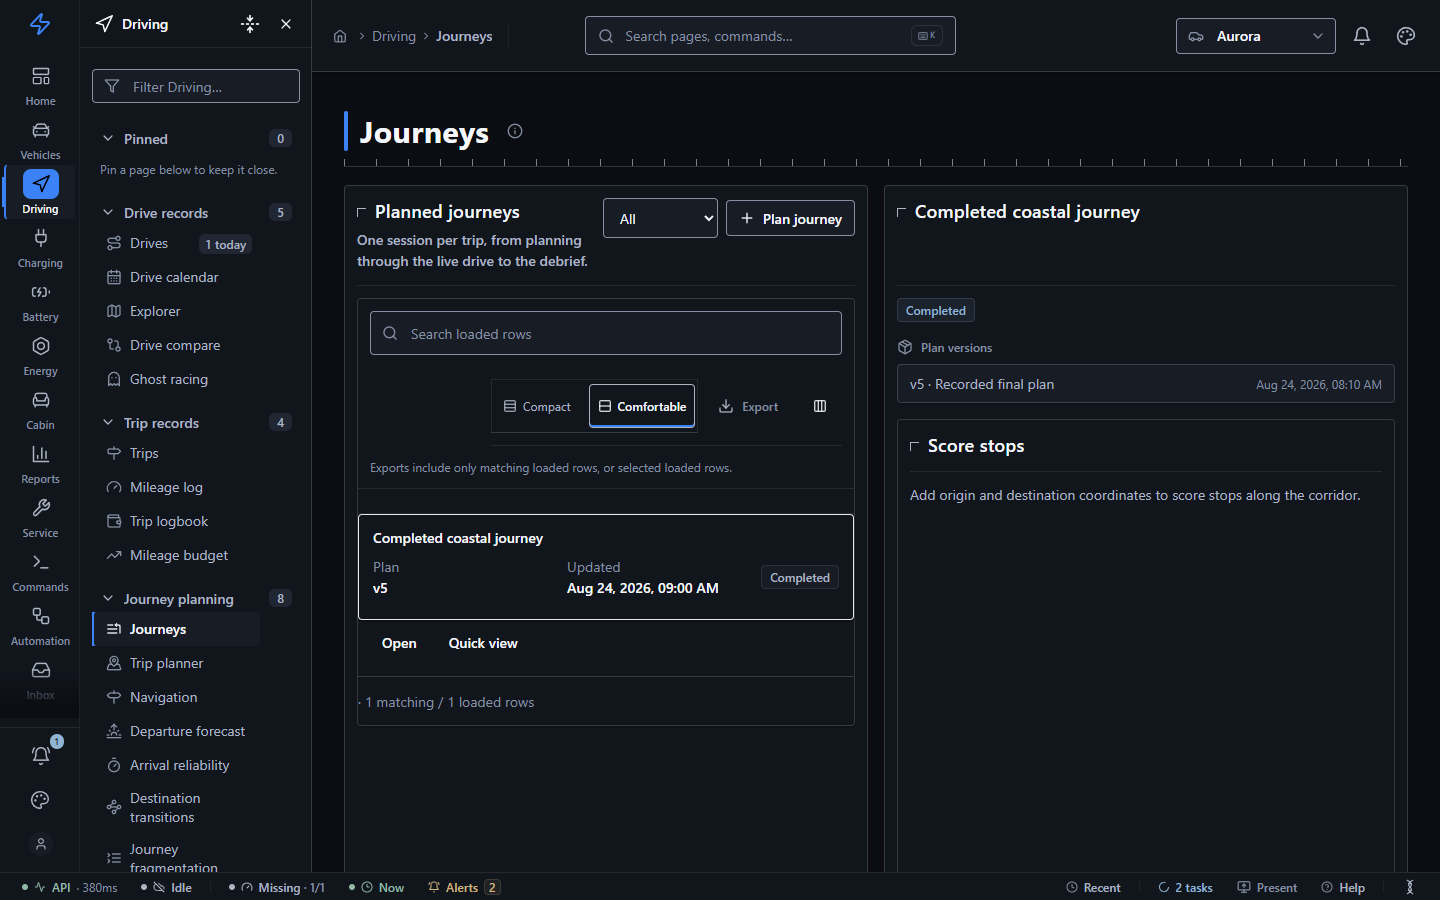 Driving
Filter Driving...
Home
Vehicles
Driving
Charging
Battery
Energy
Cabin
Reports
Service
Commands
Automation
Inbox
1
Pinned 0
Pin a page below to keep it close.
Drive records 5
Drives 1 today
Drive calendar
Explorer
Drive compare
Ghost racing
Trip records 4
Trips
Mileage log
Trip logbook
Mileage budget
Journey planning 8
Journeys
Trip planner
Navigation
Departure forecast
Arrival reliability
Destination
transitions
Journey
fragmentation
Driving
Journeys
Search pages, commands...
K
Aurora
Journeys
Planned journeys
One session per trip, from planning
through the live drive to the debrief.
All
Plan journey
Search loaded rows
Compact
Comfortable
Export
Exports include only matching loaded rows, or selected loaded rows.
Completed coastal journey
Plan
v5
Updated
Aug 24, 2026, 09:00 AM
Completed
Open
Quick view
· 1 matching / 1 loaded rows
Completed coastal journey
Completed
Plan versions
v5 · Recorded final plan
Aug 24, 2026, 08:10 AM
Score stops
Add origin and destination coordinates to score stops along the corridor.
API · 380ms
Idle
Missing · 1/1
Now
Alerts 2
Recent
2 tasks
Present
Help